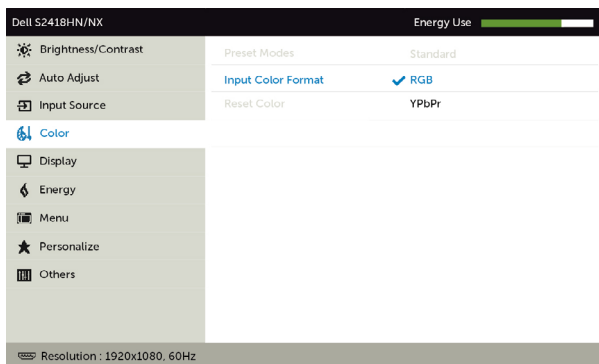 Dell S2418HN/NX Energy Use
Brightness/Contrast Preset Modes Standard
Auto Adjust Input Color Format RGB
Input Source Reset Color YPbPr
Color
Display
Energy
Menu
Personalize
Others
Resolution : 1920x1080, 60Hz